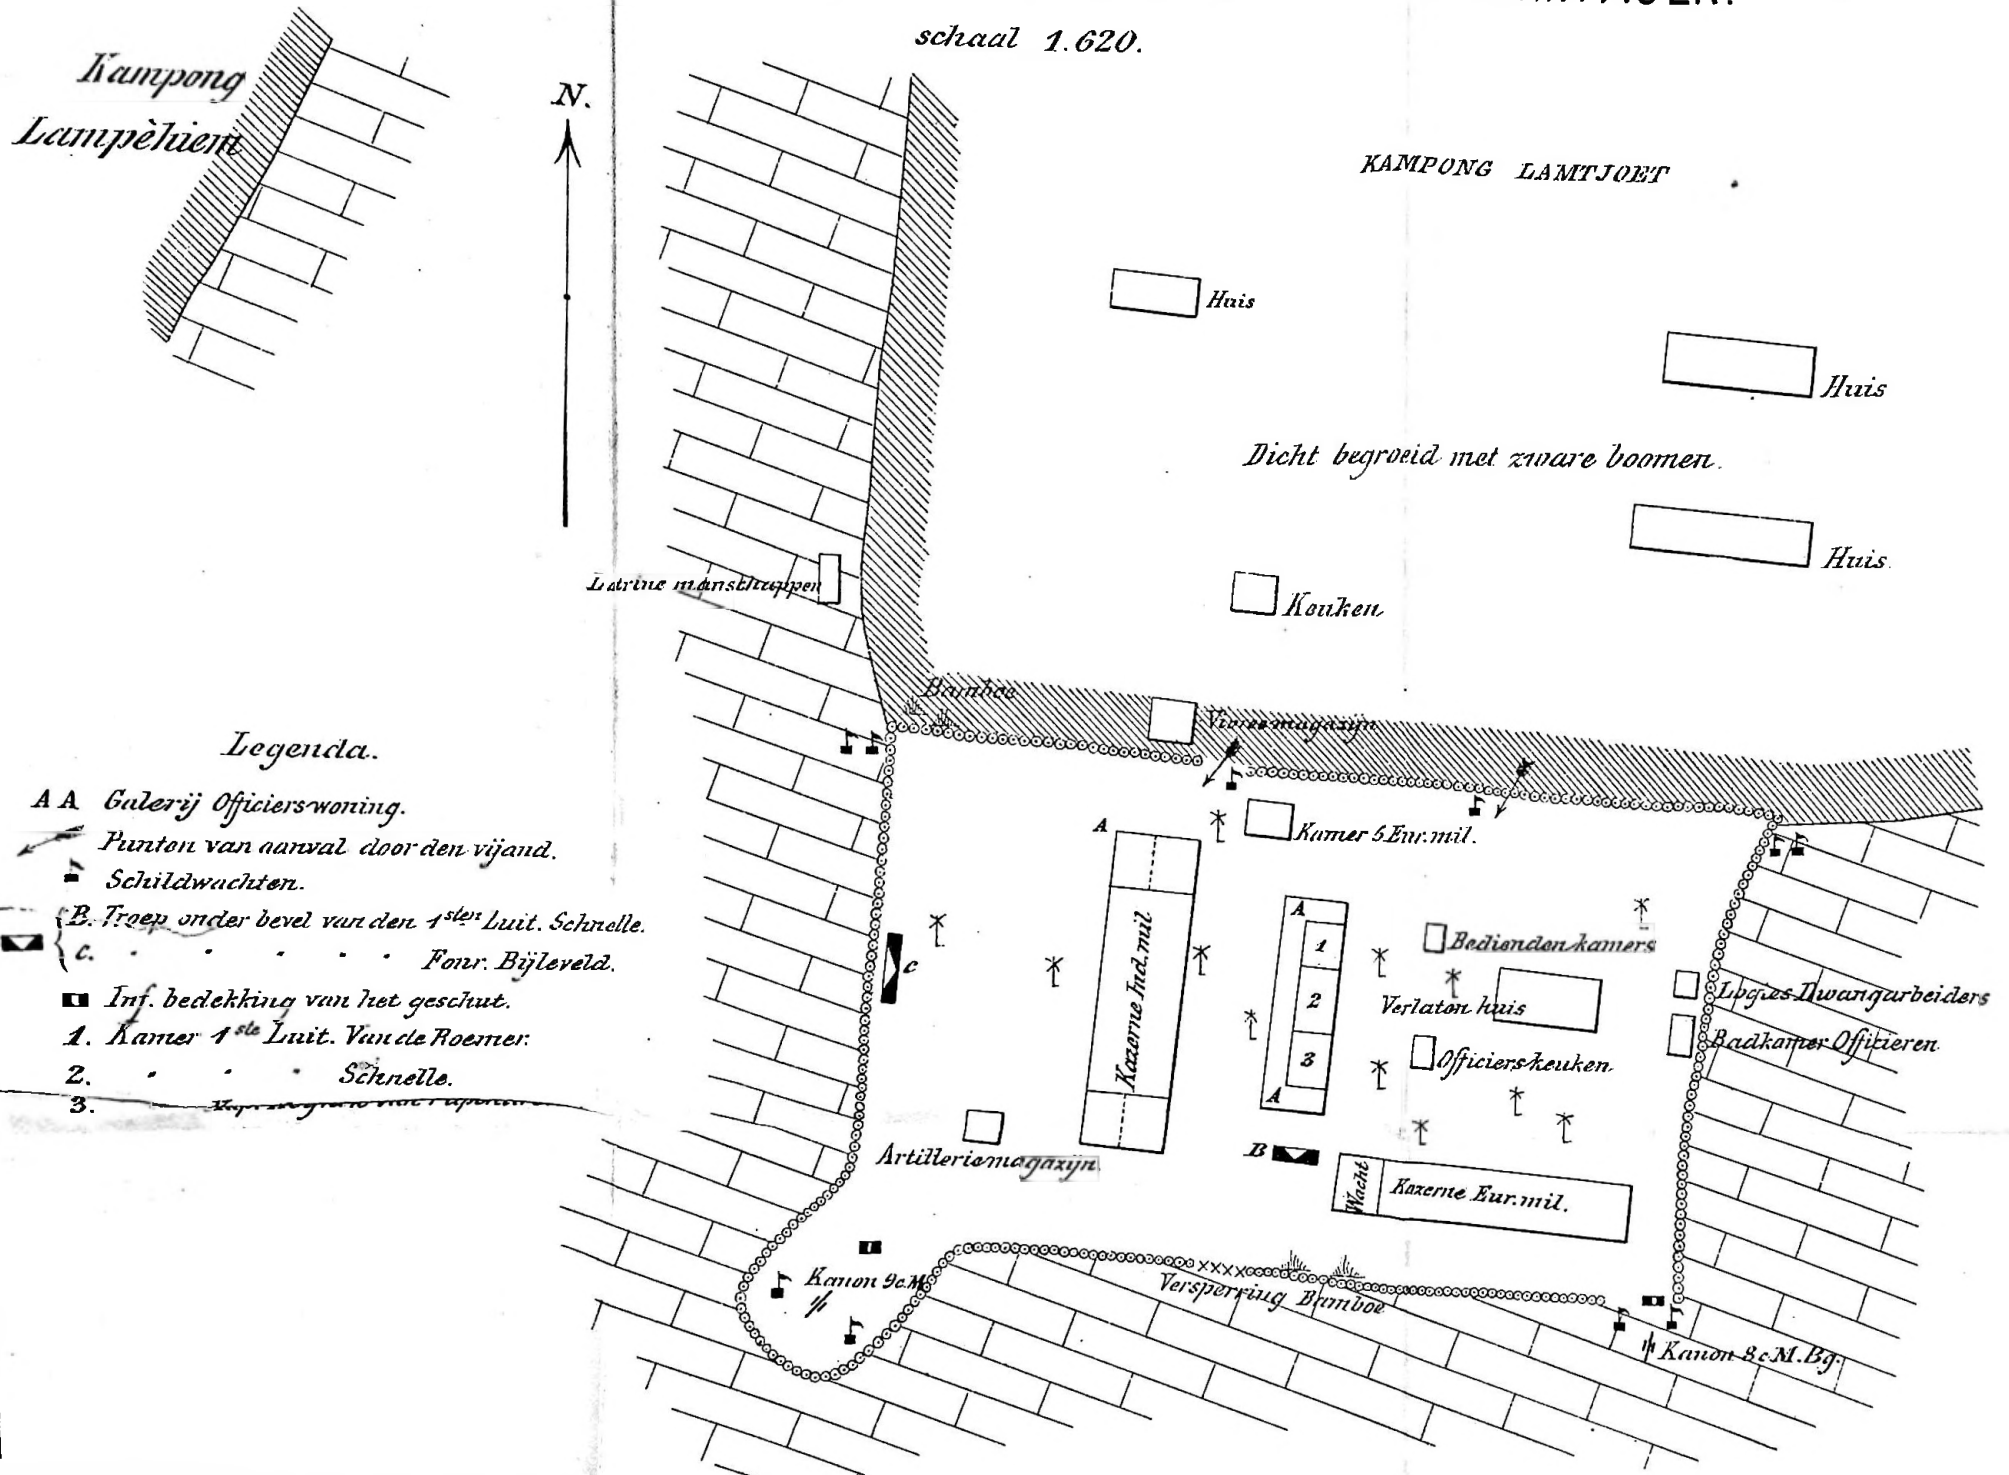 schaal 1.620.
Kampong
Lampèhiem
N.
KAMPONG LAMTJOET
Huis
Huis
Dicht begroeid met zware boomen.
Huis.
Latrine manschappen
Keuken
Bamboe
Vivresmagazijn
Legenda.
A A Galerij Officierswoning.
Punten van aanval door den vijand.
Schildwachten.
B. Troep onder bevel van den 1sten Luit. Schnelle.
C. " " " " Four. Bijleveld.
Inf. bedekking van het geschut.
1. Kamer 1ste Luit. Van de Roemer.
2. " " " Schnelle.
3.
A
Kamer 5 Eur. mil.
Kazerne Ind. mil
A
1
2
3
A
C
Bediendenkamers
Verlaten huis
Logies Dwangarbeiders
Badkamer Officieren
Officierskeuken
Artilleriemagazijn
B
Wacht
Kazerne Eur. mil.
Kanon 9 c.M
Versperring Bamboe
Kanon 8 c.M. Bg.